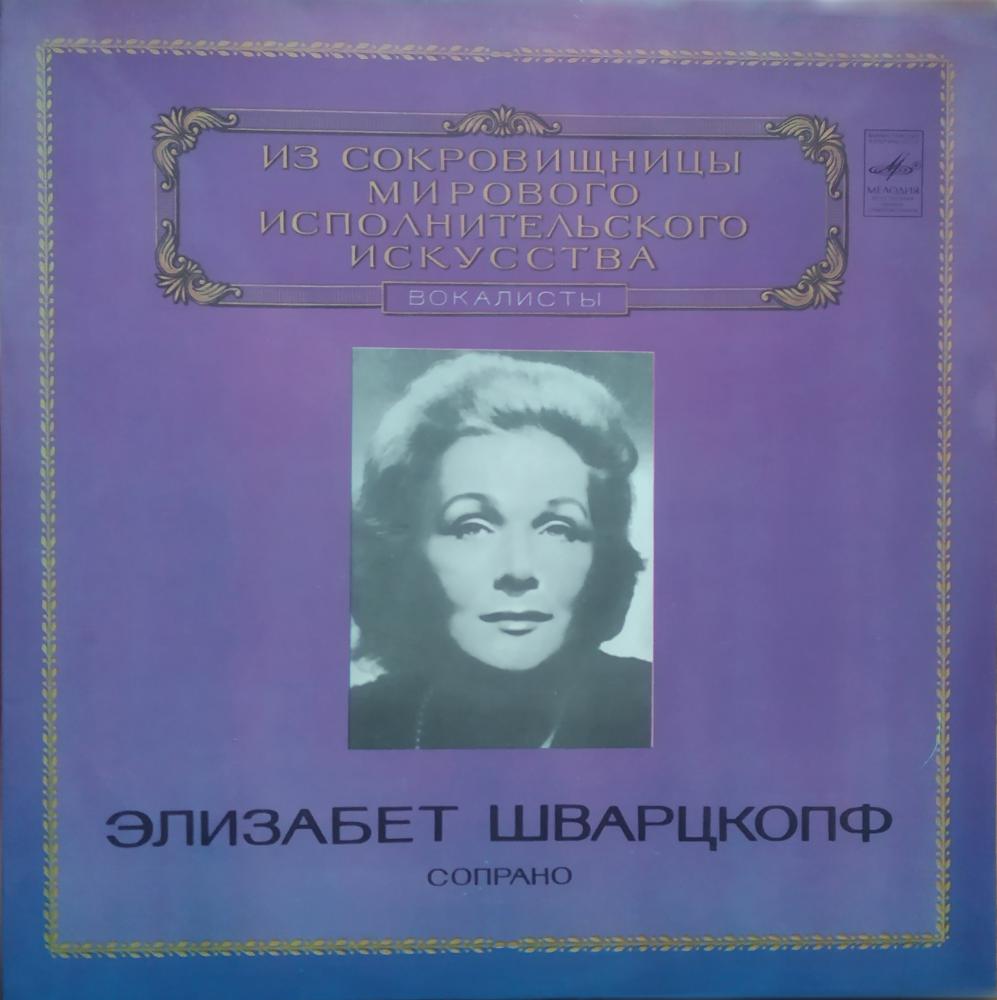 ИЗ СОКРОВИЩНИЦЫ
МИРОВОГО
ИСПОЛНИТЕЛЬСКОГО
ИСКУССТВА
ВОКАЛИСТЫ
МЕЛОДИЯ
ЭЛИЗАБЕТ ШВАРЦКОПФ
СОПРАНО